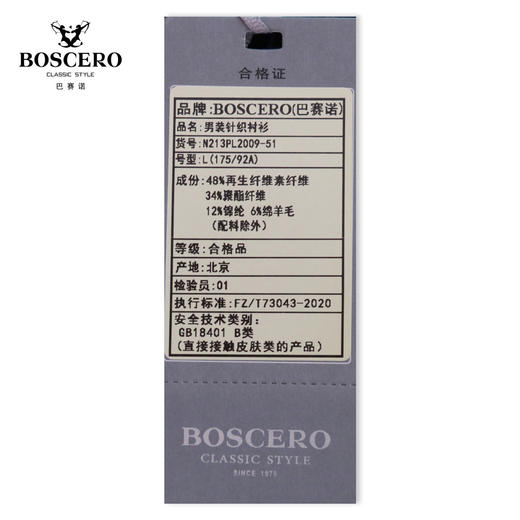 BOSCERO
CLASSIC STYLE
巴赛诺
合格证
品牌:BOSCERO(巴赛诺)
品名:男装针织衬衫
货号:N213PL2009-51
号型:L(175/92A)
成份:48%再生纤维素纤维
34%聚酯纤维
12%锦纶 6%绵羊毛
(配料除外)
等级:合格品
产地:北京
检验员:01
执行标准:FZ/T73043-2020
安全技术类别:
GB18401 B类
(直接接触皮肤类的产品)
BOSCERO
CLASSIC STYLE
SINCE 1975